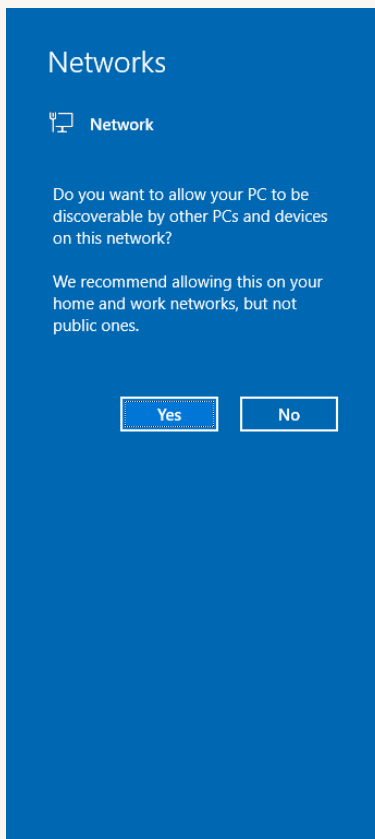 Networks
Network
Do you want to allow your PC to be
discoverable by other PCs and devices
on this network?
We recommend allowing this on your
home and work networks, but not
public ones.
Yes No